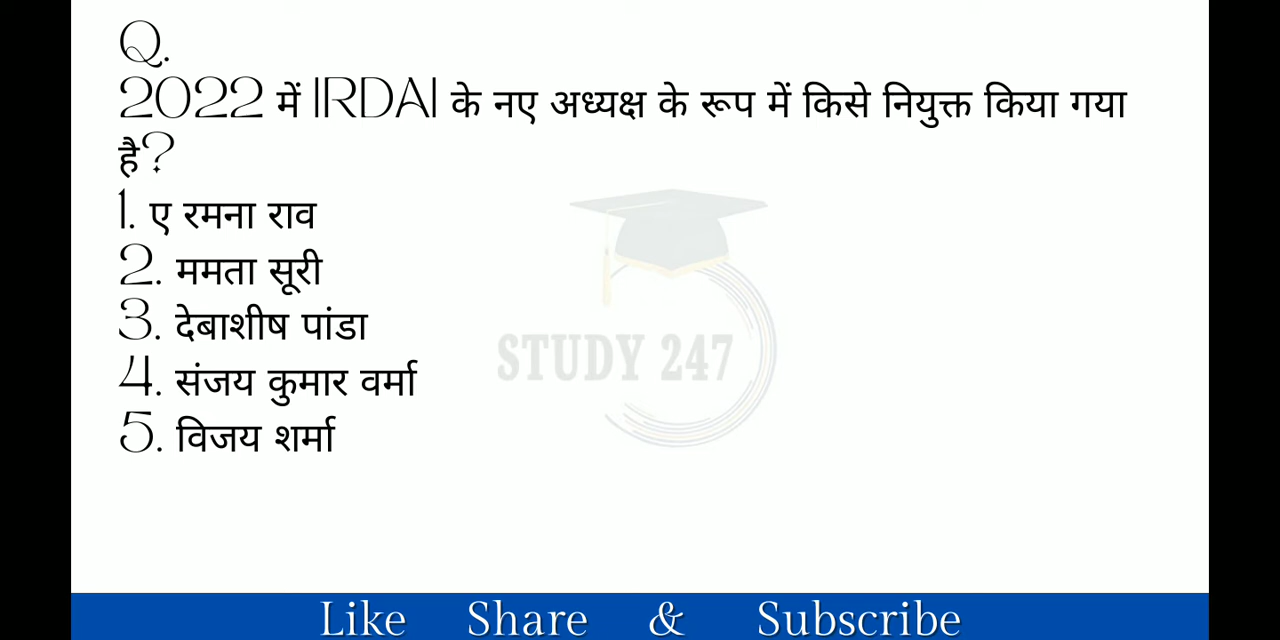 Q.
2022 में IRDAI के नए अध्यक्ष के रूप में किसे नियुक्त किया गया
है?
1. ए रमना राव
2. ममता सूरी
3. देबाशीष पांडा
4. संजय कुमार वर्मा
5. विजय शर्मा
STUDY 247
Like Share & Subscribe